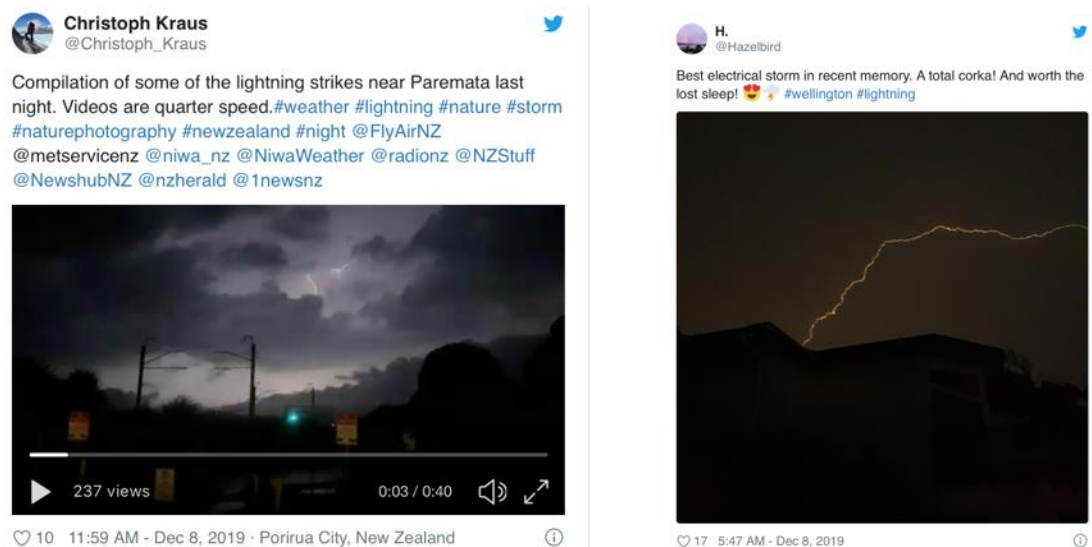 Christoph Kraus
@Christoph_Kraus
Compilation of some of the lightning strikes near Paremata last
night. Videos are quarter speed.#weather #lightning #nature #storm
#naturephotography #newzealand #night @FlyAirNZ
@metservicenz @niwa_nz @NiwaWeather @radionz @NZStuff
@NewshubNZ @nzherald @1newsnz
237 views
0:03 / 0:40
10 11:59 AM - Dec 8, 2019 · Porirua City, New Zealand
H.
@Hazelbird
Best electrical storm in recent memory. A total corka! And worth the
lost sleep! 😍 🌩️ #wellington #lightning
17 5:47 AM - Dec 8, 2019